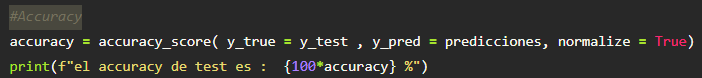 #Accuracy
accuracy = accuracy_score( y_true = y_test , y_pred = predicciones, normalize = True)
print(f"el accuracy de test es :  {100*accuracy} %")